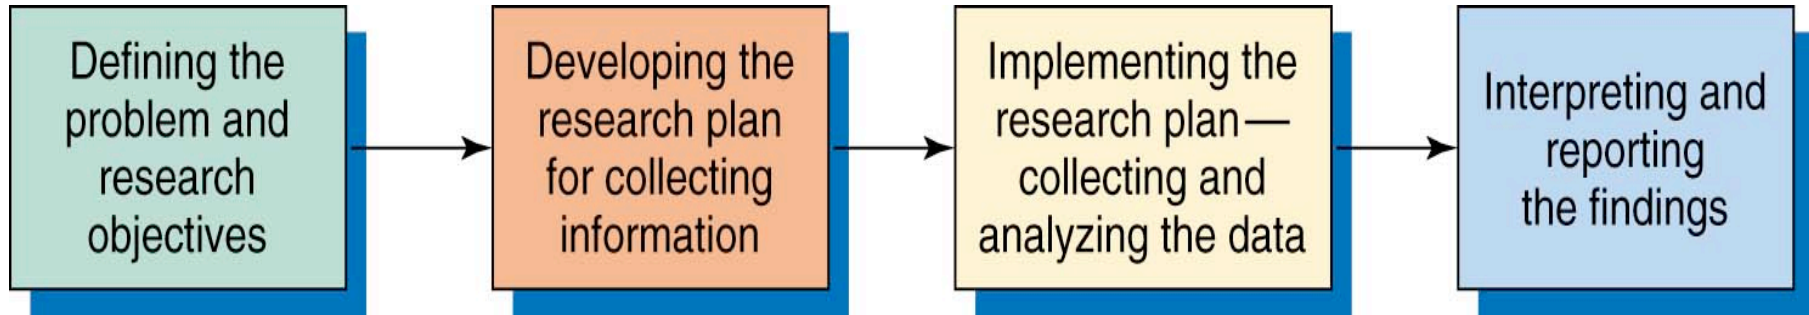 Defining the
problem and
research
objectives
Developing the
research plan
for collecting
information
Implementing the
research plan—
collecting and
analyzing the data
Interpreting and
reporting
the findings